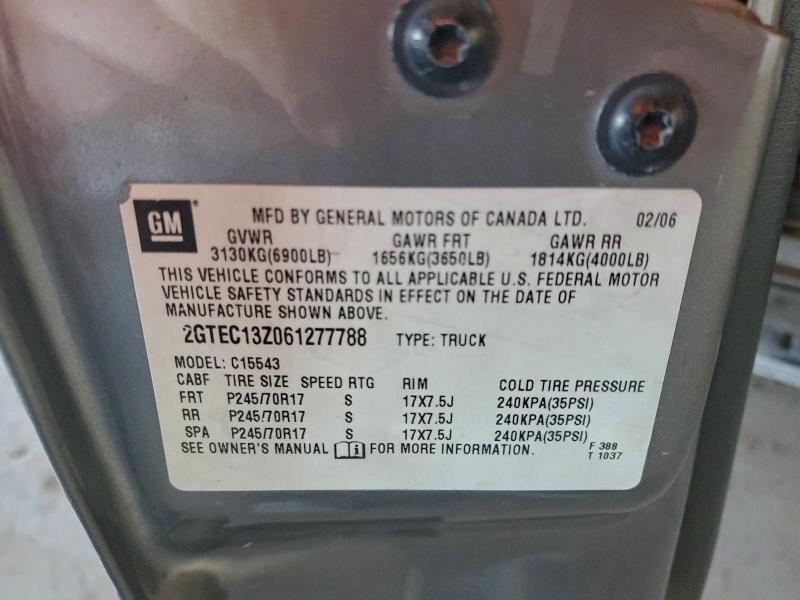 GM MFD BY GENERAL MOTORS OF CANADA LTD. 02/06
GVWR GAWR FRT GAWR RR
3130KG(6900LB) 1656KG(3650LB) 1814KG(4000LB)
THIS VEHICLE CONFORMS TO ALL APPLICABLE U.S. FEDERAL MOTOR
VEHICLE SAFETY STANDARDS IN EFFECT ON THE DATE OF
MANUFACTURE SHOWN ABOVE.
2GTEC13Z061277788 TYPE: TRUCK
MODEL: C15543
CABF TIRE SIZE SPEED RTG RIM COLD TIRE PRESSURE
FRT P245/70R17 S 17X7.5J 240KPA(35PSI)
RR P245/70R17 S 17X7.5J 240KPA(35PSI)
SPA P245/70R17 S 17X7.5J 240KPA(35PSI)
SEE OWNER'S MANUAL i FOR MORE INFORMATION. F 388
T 1037